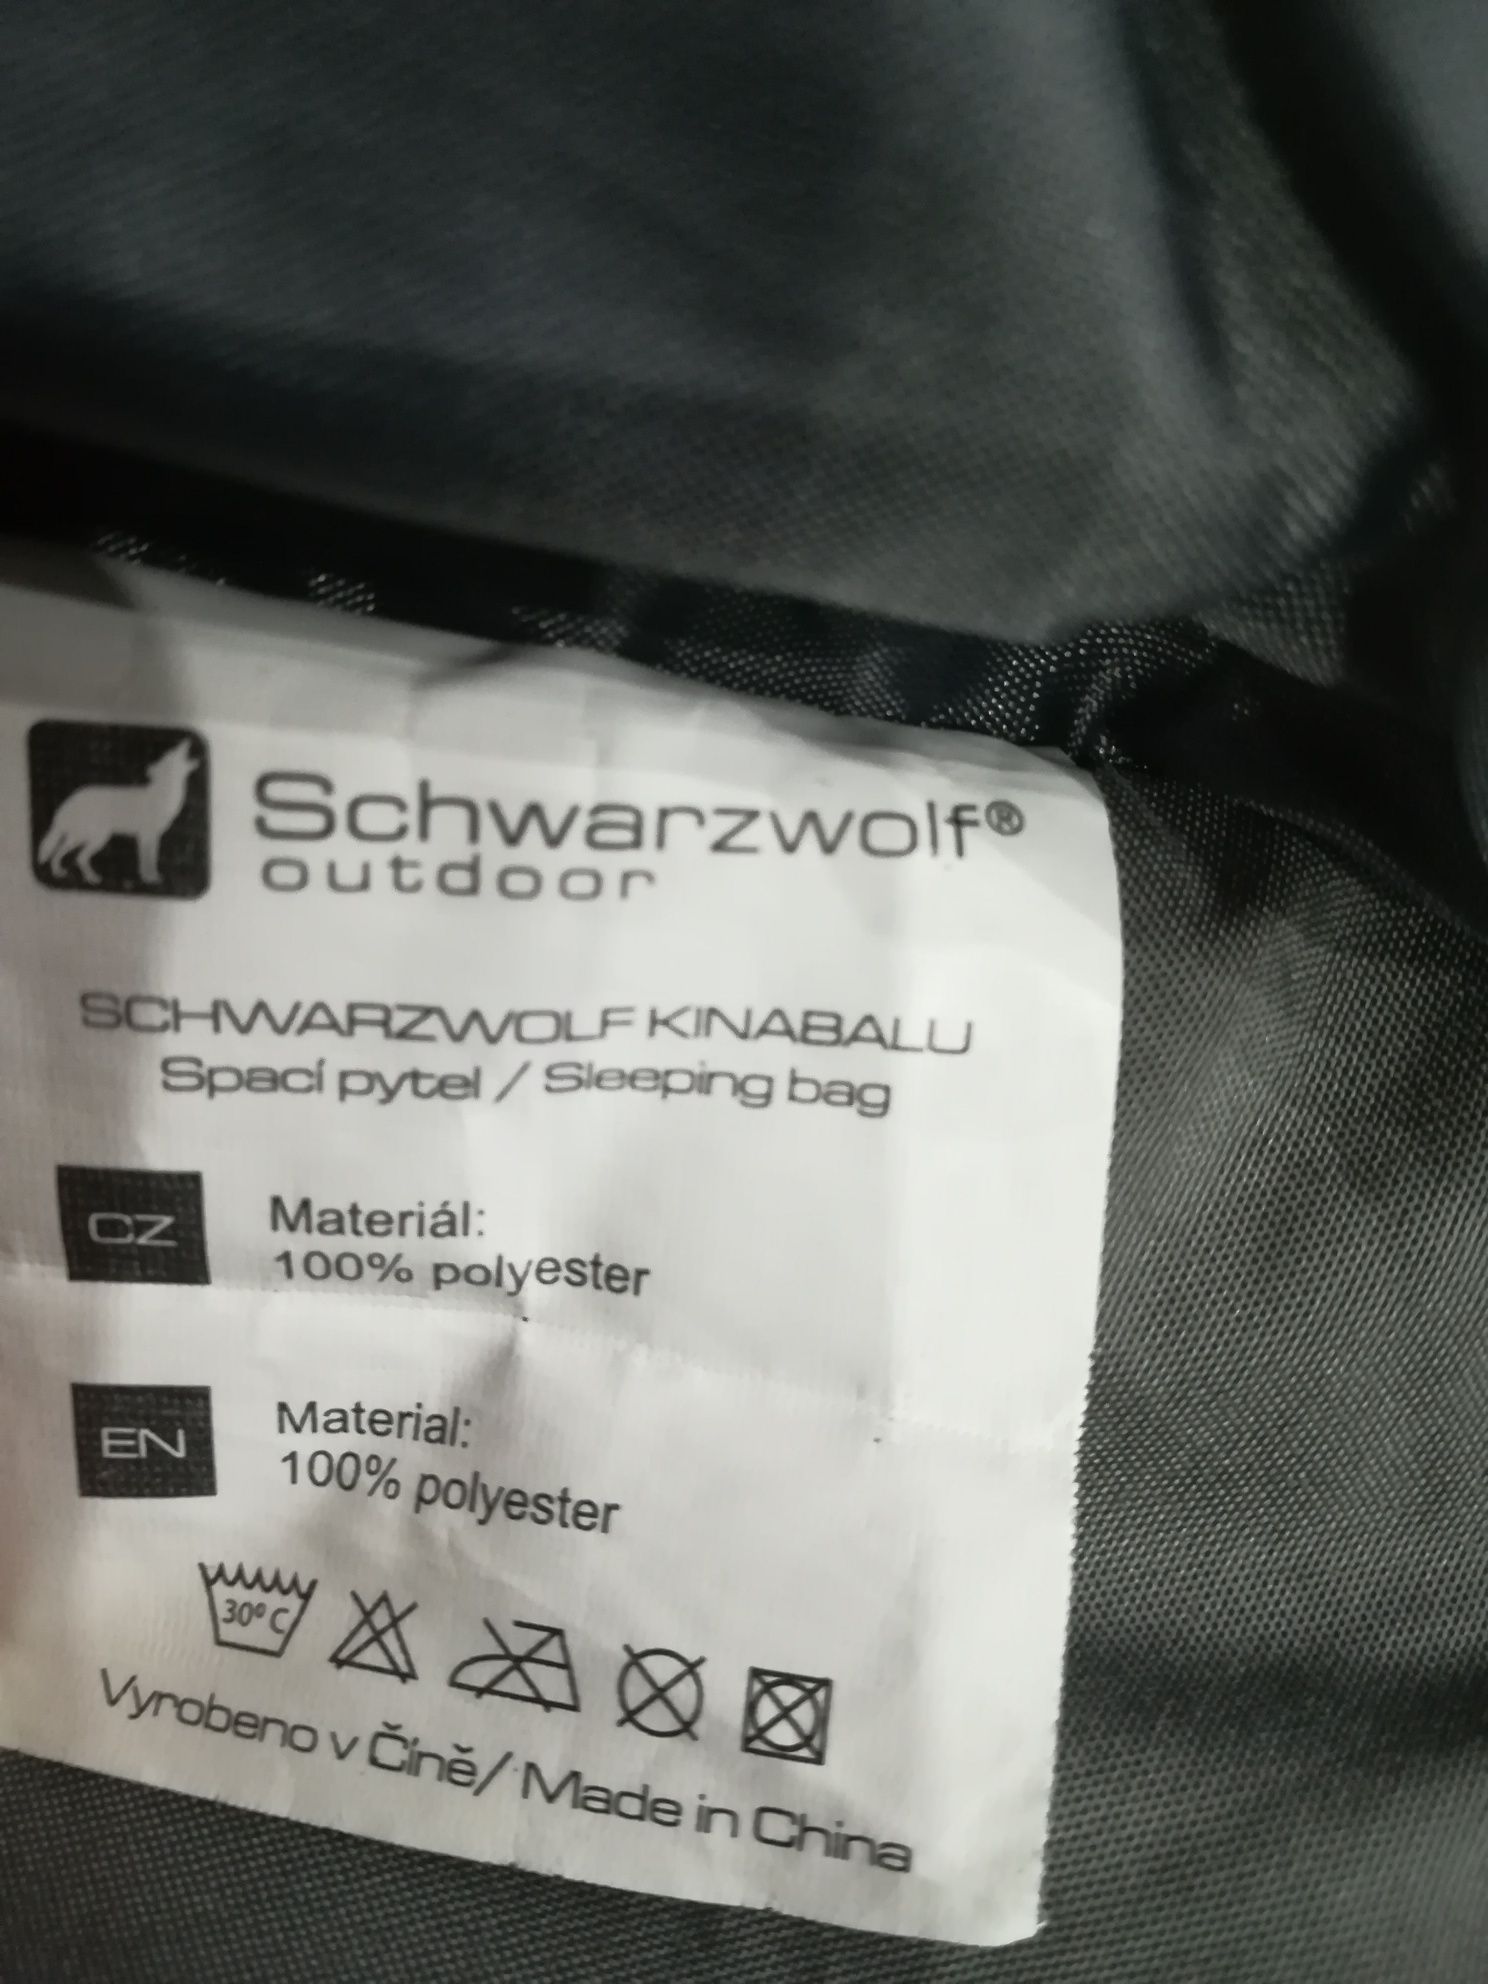 Schwarzwolf®
outdoor
SCHWARZWOLF KINABALU
Spací pytel / Sleeping bag
CZ
Materiál:
100% polyester
EN
Material:
100% polyester
30° C
Vyrobeno v Číně/ Made in China